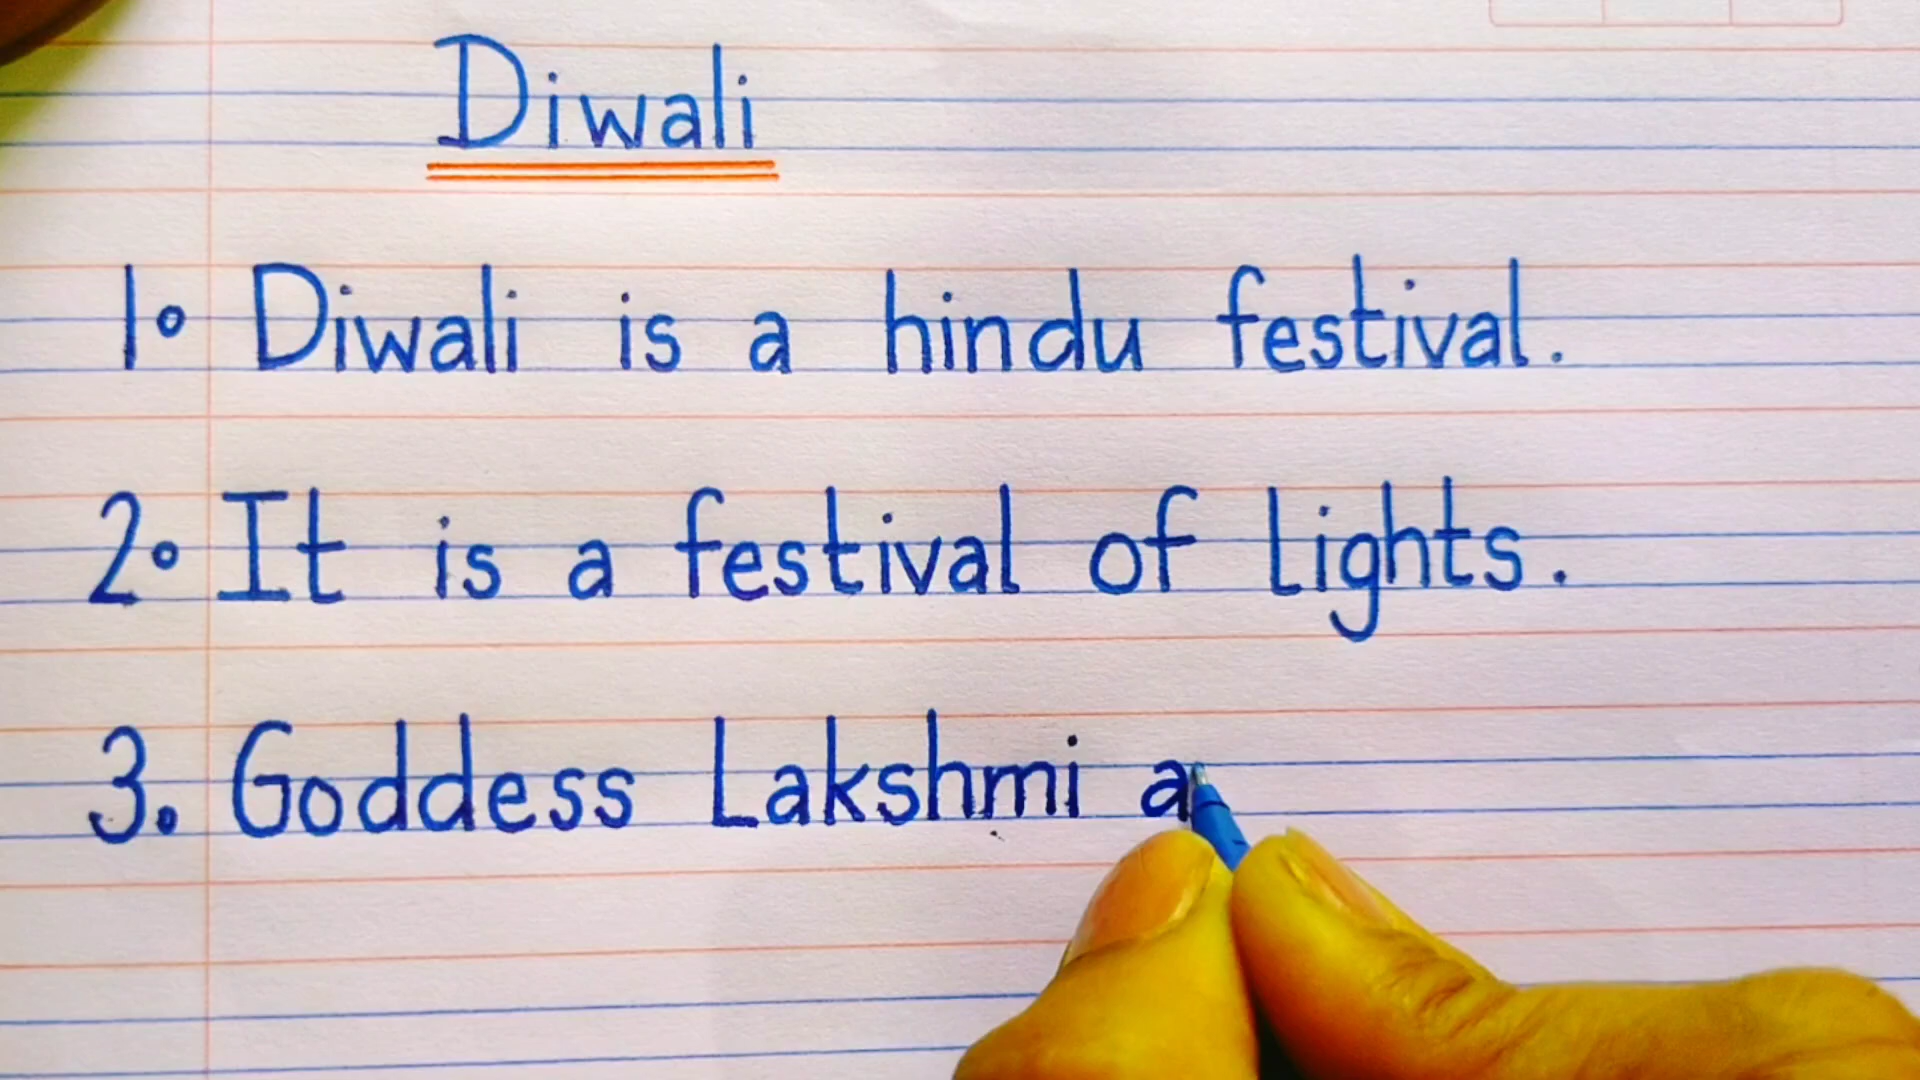 Diwali
1. Diwali is a hindu festival.
2. It is a festival of lights.
3. Goddess Lakshmi a